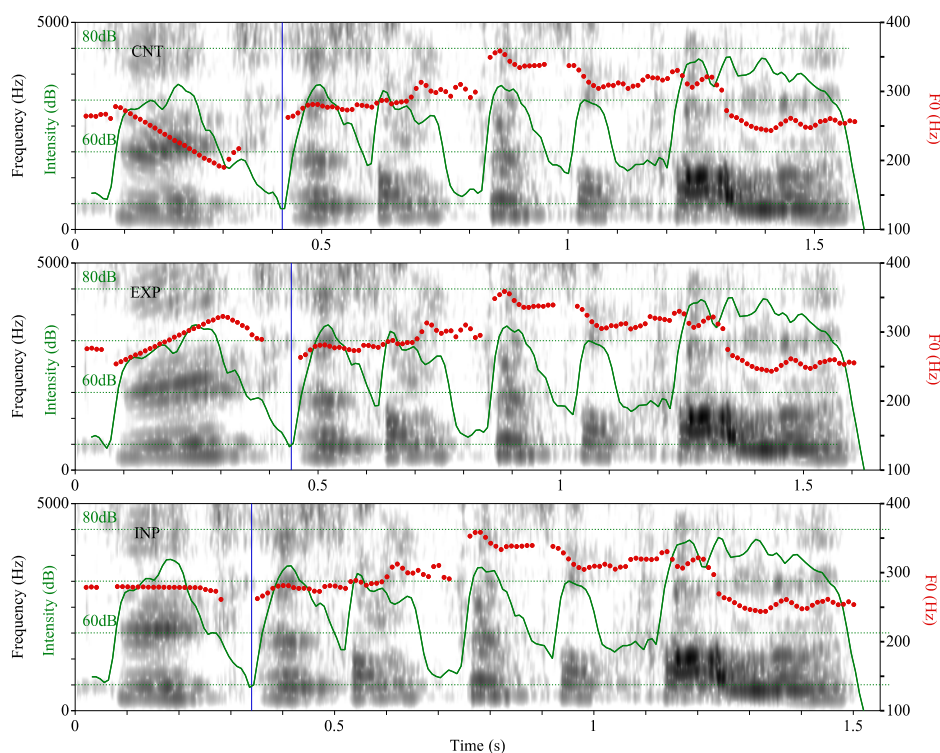 5000
80dB
CNT
60dB
0
Frequency (Hz)
Intensity (dB)
400
300
200
100
F0 (Hz)
0
0.5
1
1.5
5000
80dB
EXP
60dB
0
Frequency (Hz)
Intensity (dB)
400
300
200
100
F0 (Hz)
0
0.5
1
1.5
5000
80dB
INP
60dB
0
Frequency (Hz)
Intensity (dB)
400
300
200
100
F0 (Hz)
0
0.5
1
1.5
Time (s)